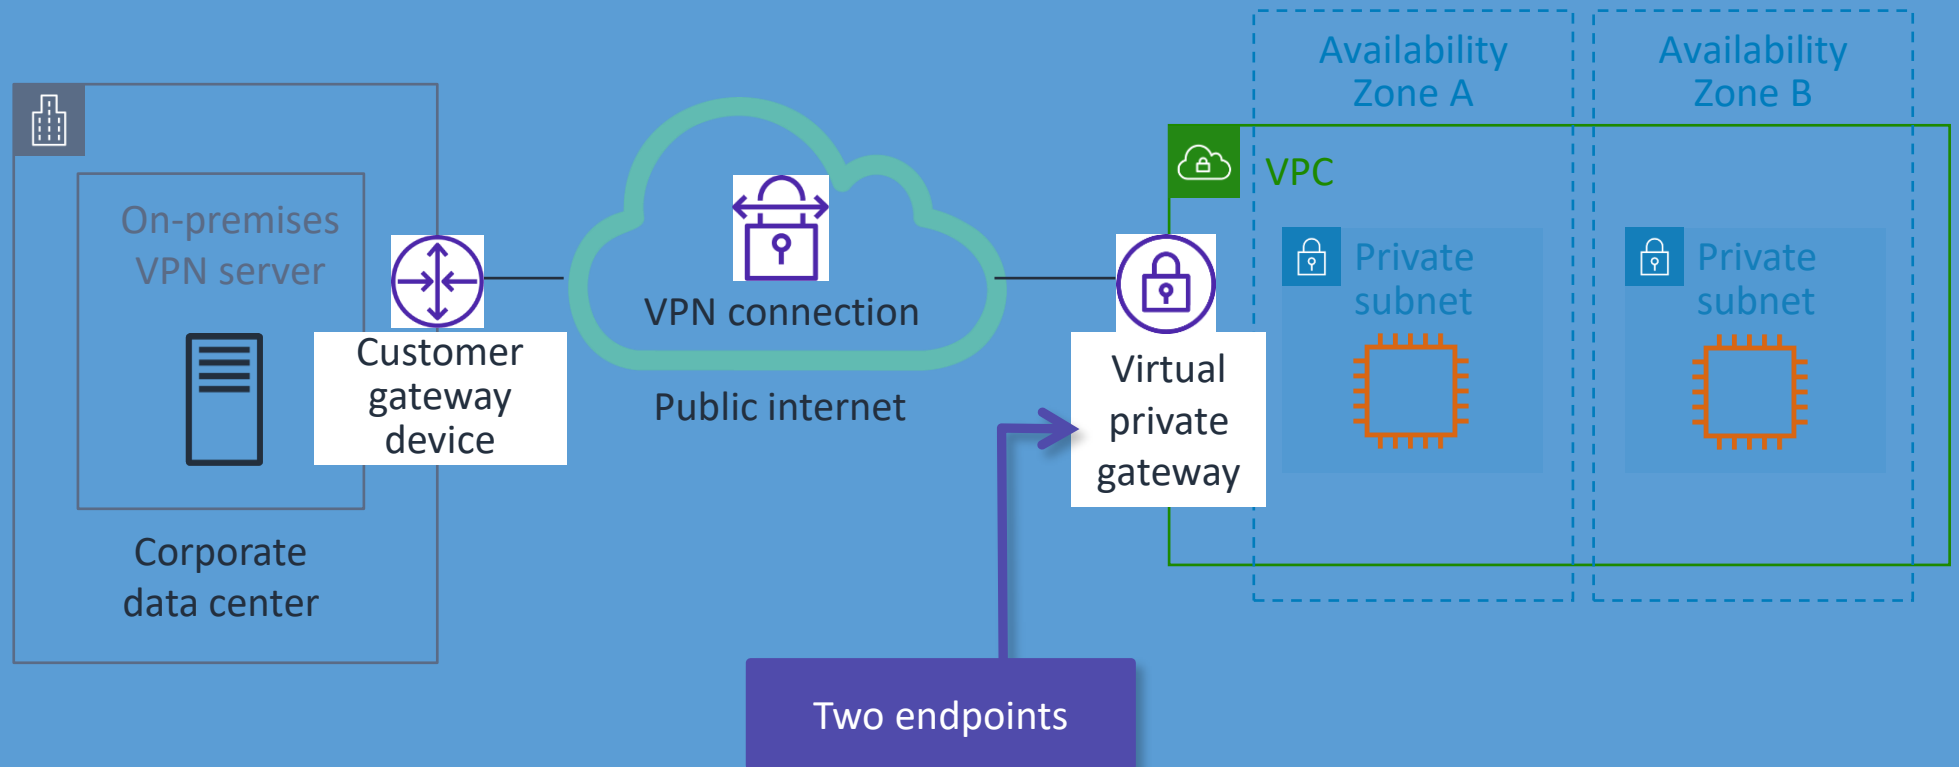 Availability
Zone A
Availability
Zone B
VPC
On-premises
VPN server
Private
subnet
Private
subnet
VPN connection
Customer
gateway
device
Virtual
private
gateway
Public internet
Corporate
data center
Two endpoints